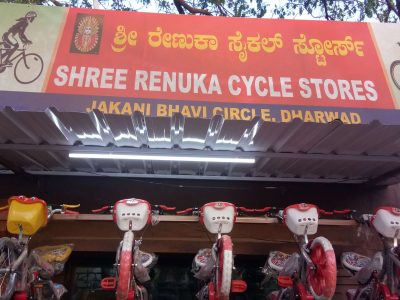 ಶ್ರೀ ರೇಣುಕಾ ಸೈಕಲ್ ಸ್ಟೋರ್ಸ್
SHREE RENUKA CYCLE STORES
JAKANI BHAVI CIRCLE, DHARWAD